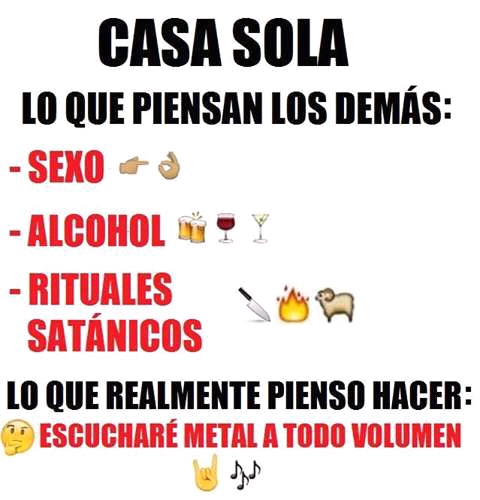 CASA SOLA
LO QUE PIENSAN LOS DEMÁS:
- SEXO 👉🏼👌🏼
- ALCOHOL 🍻🍷🍸
- RITUALES 🔪🔥🐏
SATÁNICOS
LO QUE REALMENTE PIENSO HACER:
🤔ESCUCHARÉ METAL A TODO VOLUMEN
🤘🎶